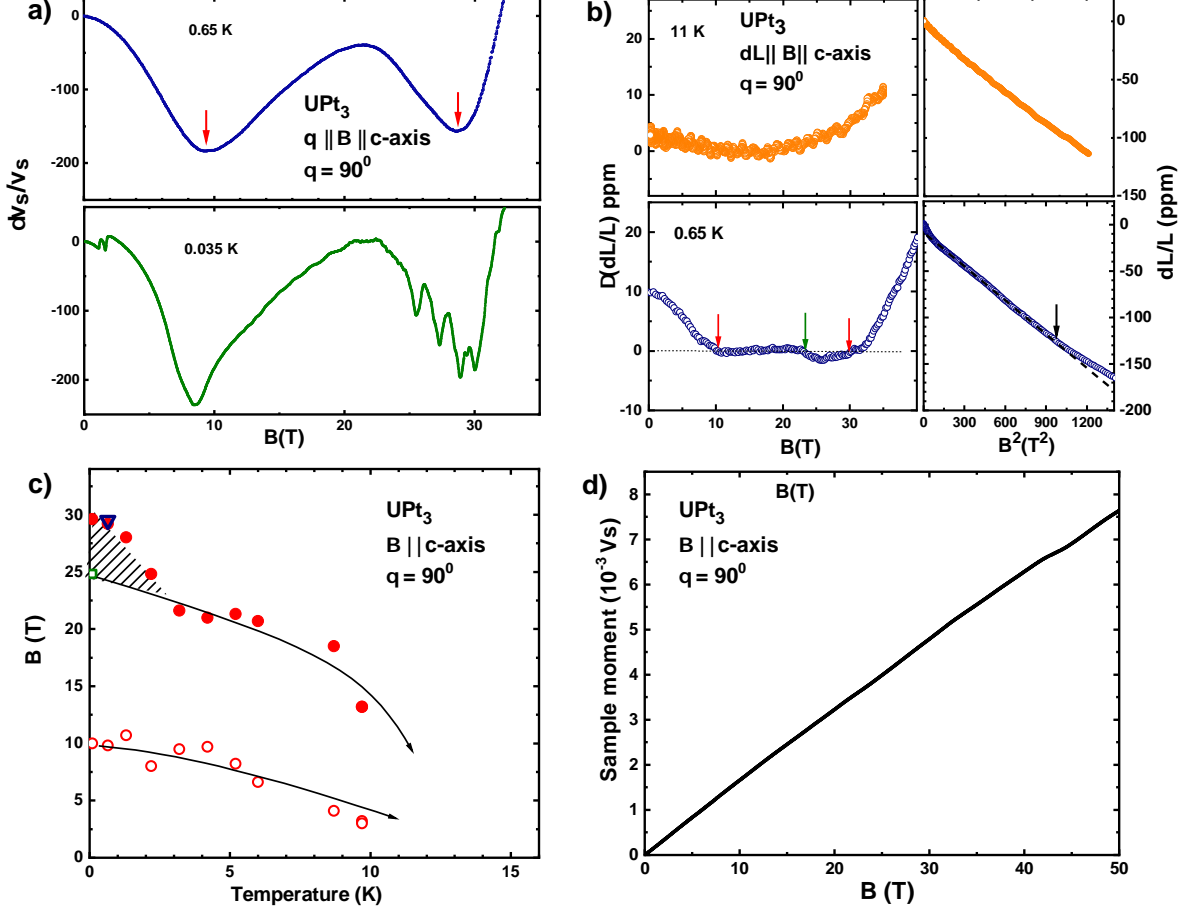 a)
0
-100
-200
0.65 K
UPt3
q || B || c-axis
q = 90⁰
dvs/vs
0
-100
-200
0.035 K
0 10 20 30
B(T)
b)
20
10
0
11 K
UPt3
dL|| B|| c-axis
q = 90⁰
0
-50
-100
-150
D(dL/L) ppm
20
10
0
-10
0.65 K
0 10 20 30
B(T)
0
-50
-100
-150
-200
dL/L (ppm)
0 300 600 900 1200
B²(T²)
c)
30
25
20
15
10
5
0
B (T)
UPt3
B || c-axis
q = 90⁰
0 5 10 15
Temperature (K)
d)
B(T)
UPt3
B || c-axis
q = 90⁰
8
7
6
5
4
3
2
1
0
Sample moment (10⁻³ Vs)
0 10 20 30 40 50
B (T)